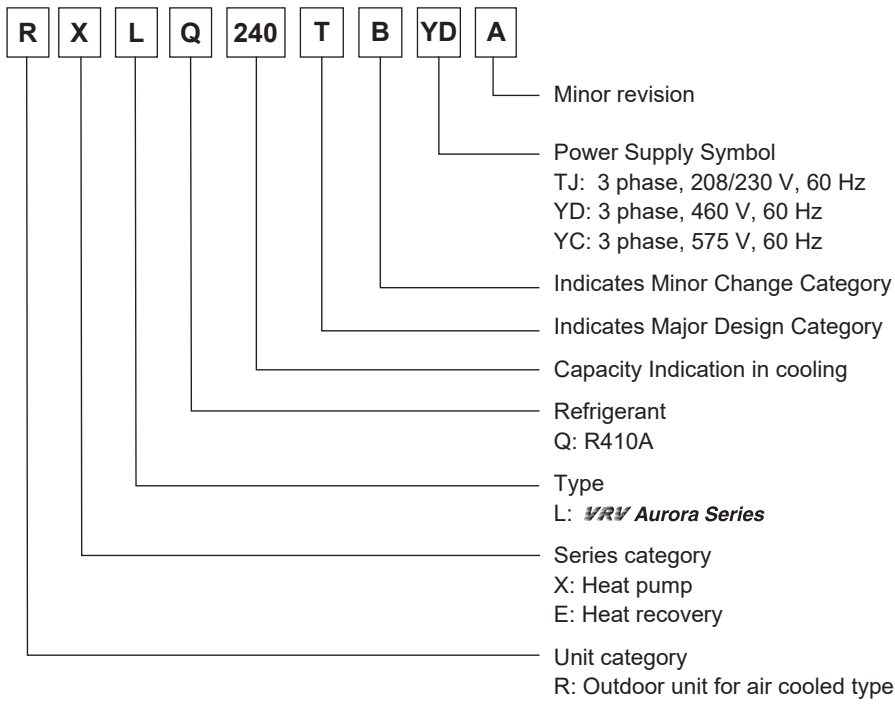 R X L Q 240 T B YD A
Minor revision
Power Supply Symbol
TJ: 3 phase, 208/230 V, 60 Hz
YD: 3 phase, 460 V, 60 Hz
YC: 3 phase, 575 V, 60 Hz
Indicates Minor Change Category
Indicates Major Design Category
Capacity Indication in cooling
Refrigerant
Q: R410A
Type
L: VRV Aurora Series
Series category
X: Heat pump
E: Heat recovery
Unit category
R: Outdoor unit for air cooled type